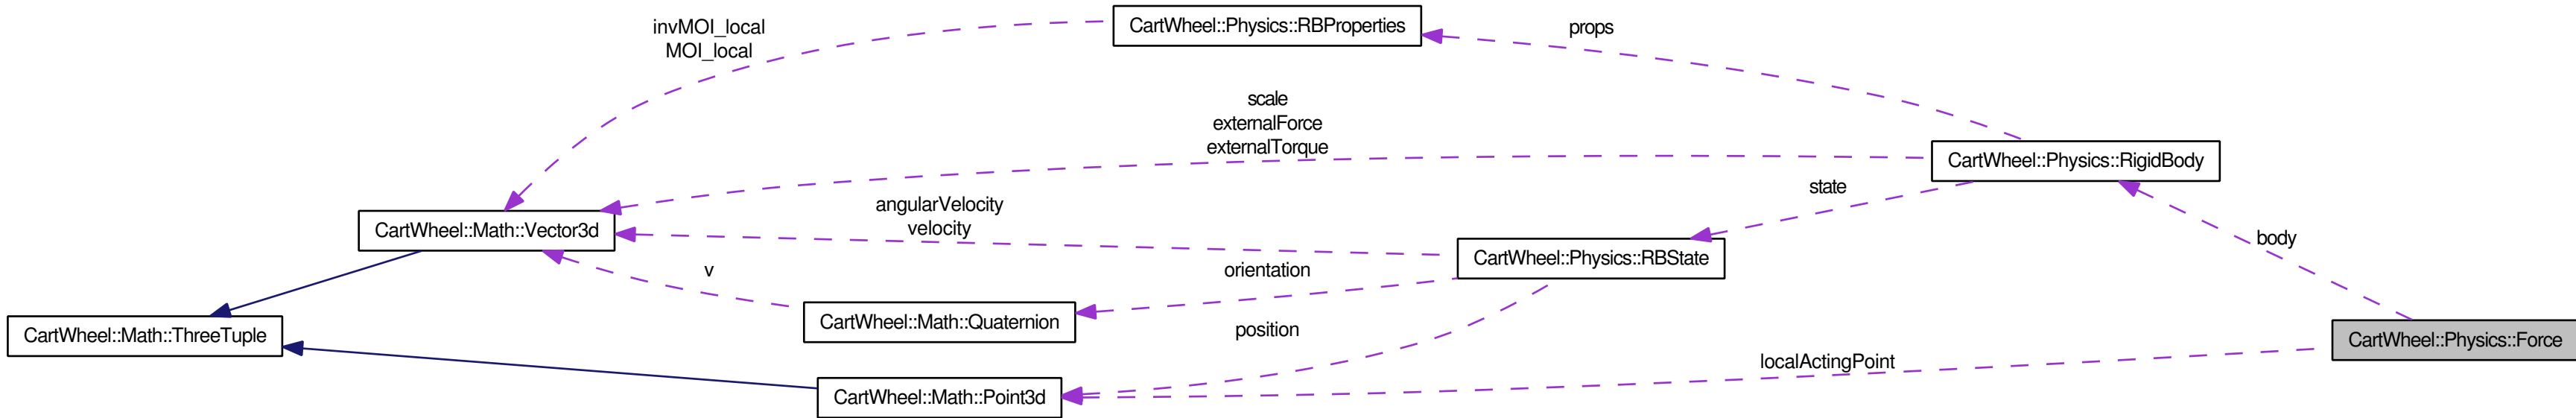 invMOI_local
MOI_local
CartWheel::Physics::RBProperties
props
scale
externalForce
externalTorque
CartWheel::Physics::RigidBody
state
angularVelocity
velocity
CartWheel::Math::Vector3d
CartWheel::Physics::RBState
body
v
orientation
CartWheel::Math::Quaternion
CartWheel::Math::ThreeTuple
position
CartWheel::Physics::Force
localActingPoint
CartWheel::Math::Point3d